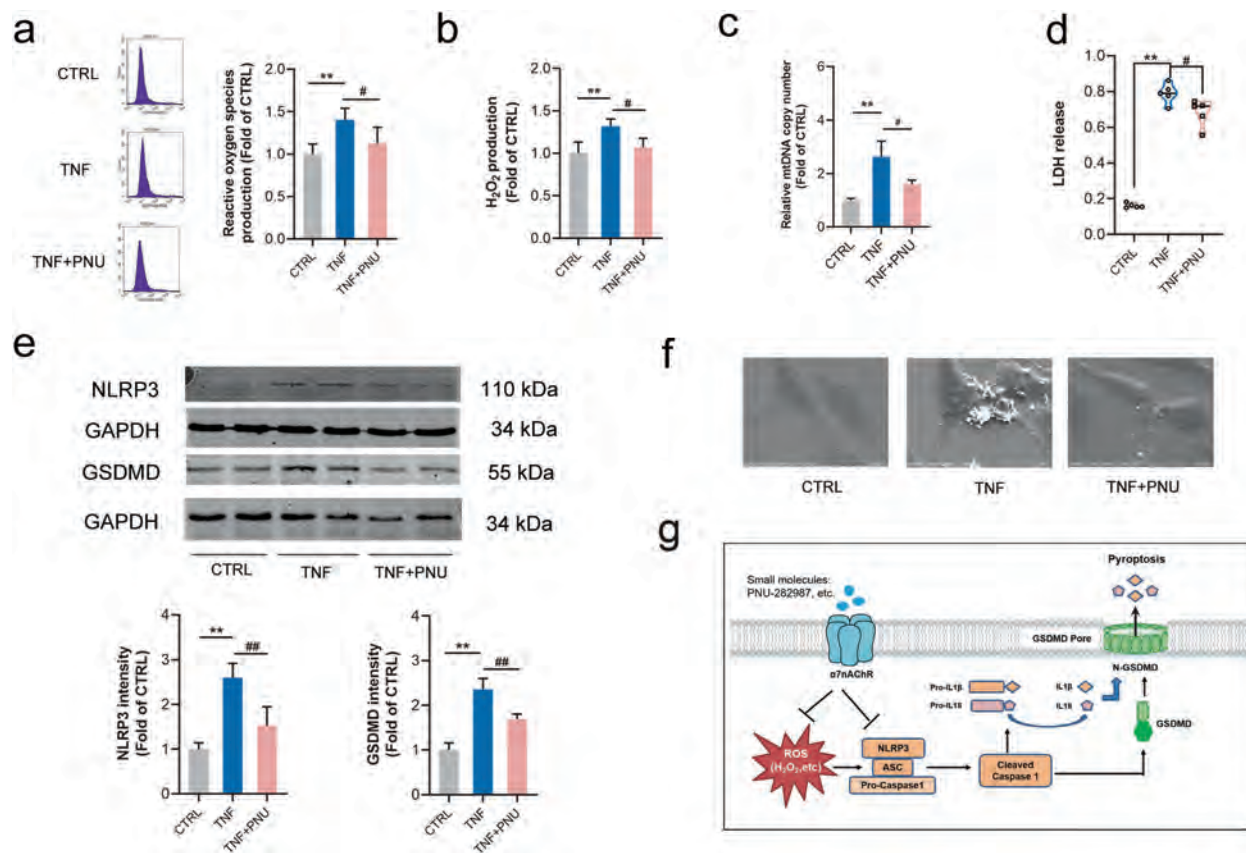 a
CTRL
TNF
TNF+PNU
Reactive oxygen species
production (Fold of CTRL)
2.0
1.5
1.0
0.5
0.0
**
#
CTRL
TNF
TNF+PNU
b
H₂O₂ production
(Fold of CTRL)
2.0
1.5
1.0
0.5
0.0
**
#
CTRL
TNF
TNF+PNU
c
Relative mtDNA copy number
(Fold of CTRL)
6
4
2
0
**
#
CTRL
TNF
TNF+PNU
d
LDH release
1.0
0.8
0.6
0.4
0.2
0.0
**
#
CTRL
TNF
TNF+PNU
e
NLRP3 110 kDa
GAPDH 34 kDa
GSDMD 55 kDa
GAPDH 34 kDa
CTRL TNF TNF+PNU
NLRP3 intensity
(Fold of CTRL)
4
3
2
1
0
**
##
CTRL
TNF
TNF+PNU
GSDMD intensity
(Fold of CTRL)
4
3
2
1
0
**
##
CTRL
TNF
TNF+PNU
f
CTRL TNF TNF+PNU
g
Small molecules:
PNU-282987, etc.
α7nAChR
Pyroptosis
GSDMD Pore
N-GSDMD
Pro-IL1β IL1β
Pro-IL18 IL18
GSDMD
ROS
(H₂O₂,etc)
NLRP3
ASC
Pro-Caspase1
Cleaved
Caspase 1